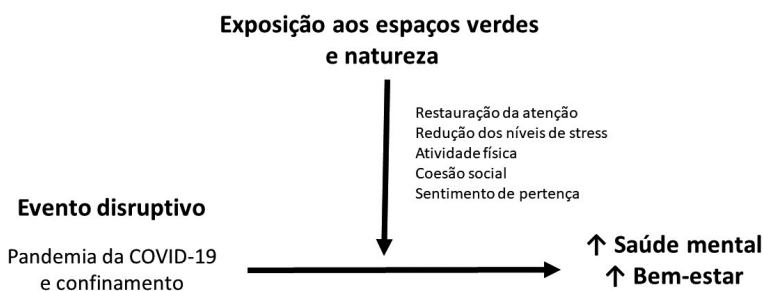 Exposição aos espaços verdes
e natureza
Restauração da atenção
Redução dos níveis de stress
Atividade física
Coesão social
Sentimento de pertença
Evento disruptivo
Pandemia da COVID-19
e confinamento
↑ Saúde mental
↑ Bem-estar